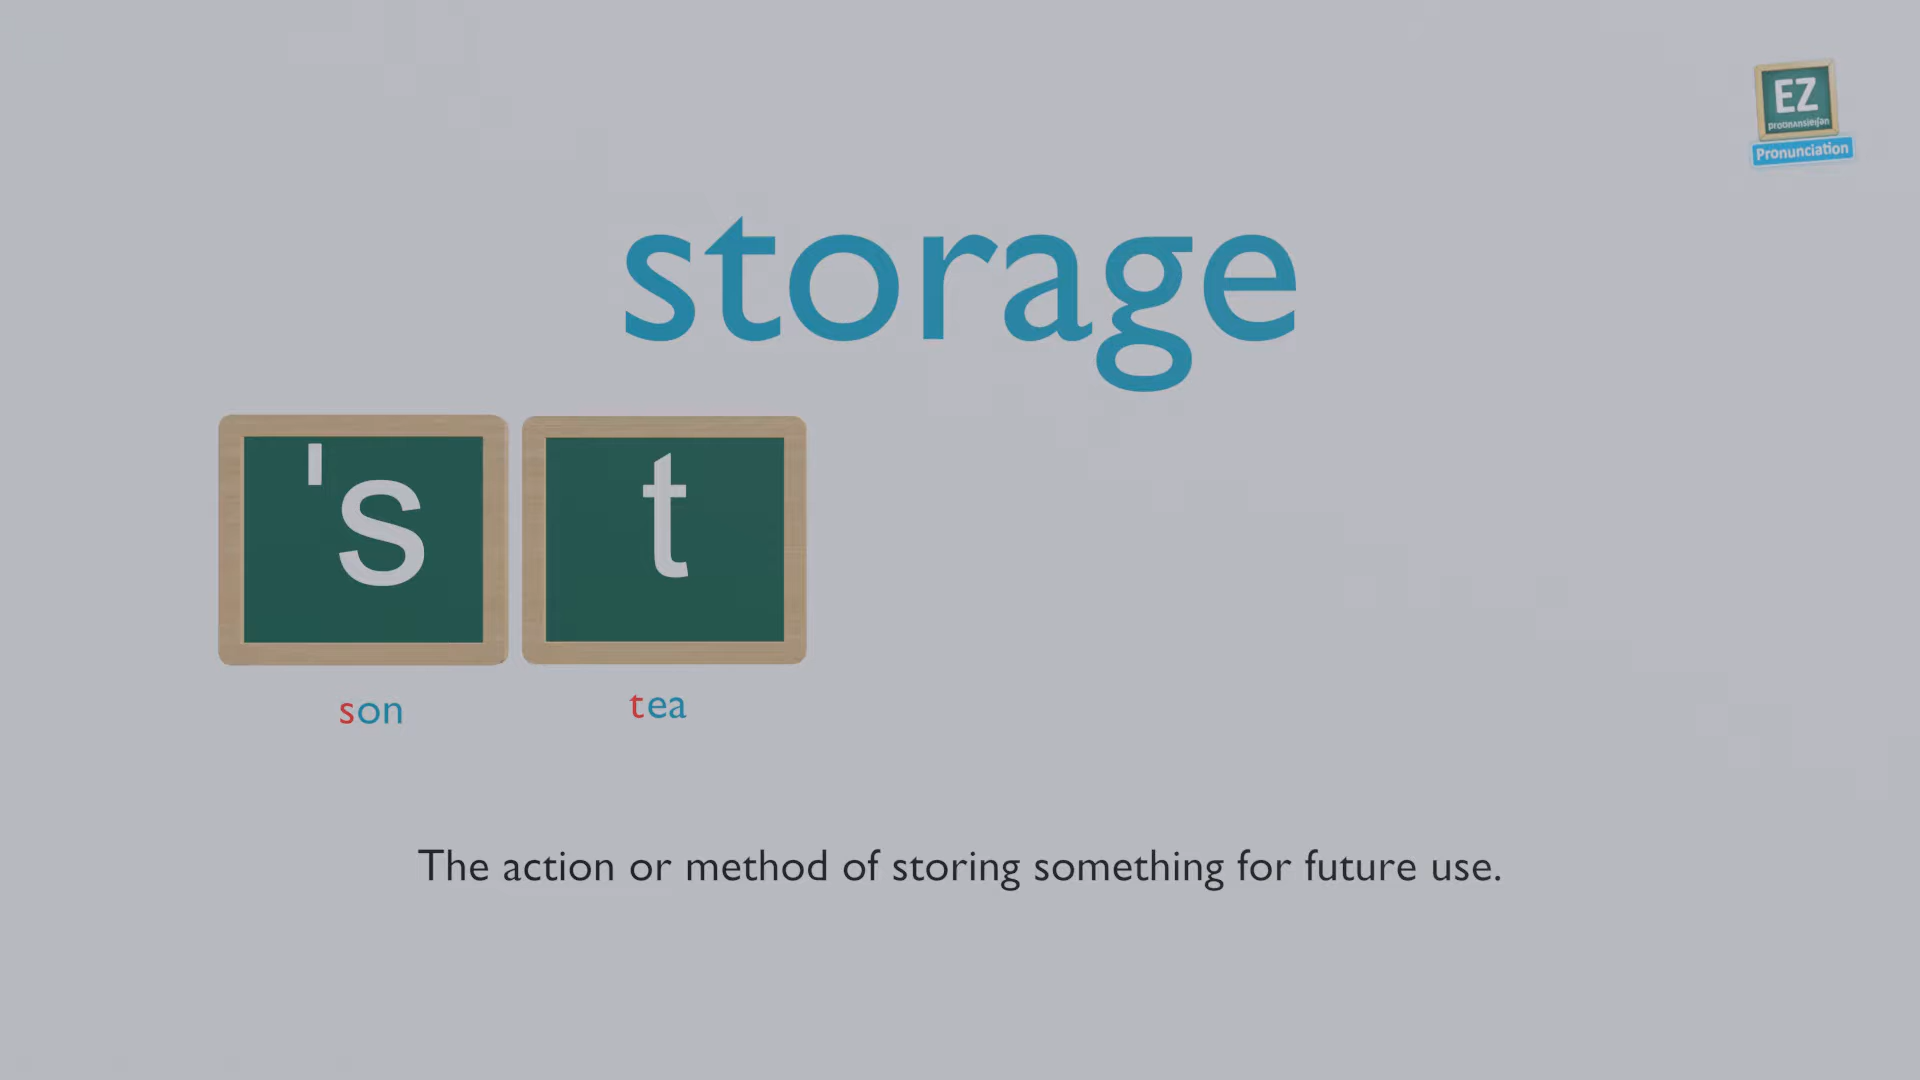 EZ
Pronunciation
storage
's t
son tea
The action or method of storing something for future use.